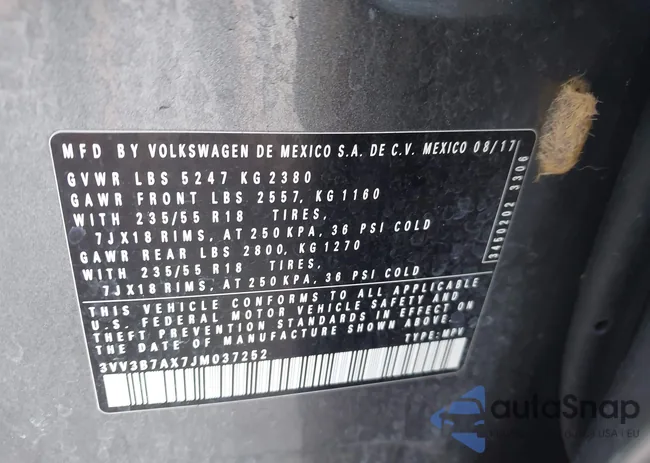 MFD BY VOLKSWAGEN DE MEXICO S.A. DE C.V. MEXICO 08/17
GVWR LBS 5247 KG 2380
GAWR FRONT LBS 2557, KG 1160
WITH 235/55 R18 TIRES,
7JX18 RIMS, AT 250 KPA, 36 PSI COLD
GAWR REAR LBS 2800, KG 1270
WITH 235/55 R18 TIRES,
7JX18 RIMS, AT 250 KPA, 36 PSI COLD
THIS VEHICLE CONFORMS TO ALL APPLICABLE
U.S. FEDERAL MOTOR VEHICLE SAFETY AND
THEFT PREVENTION STANDARDS IN EFFECT ON
THE DATE OF MANUFACTURE SHOWN ABOVE.
3VV3B7AX7JM037252 TYPE: MPV
3450202 3306
autoSnap
USA / EU